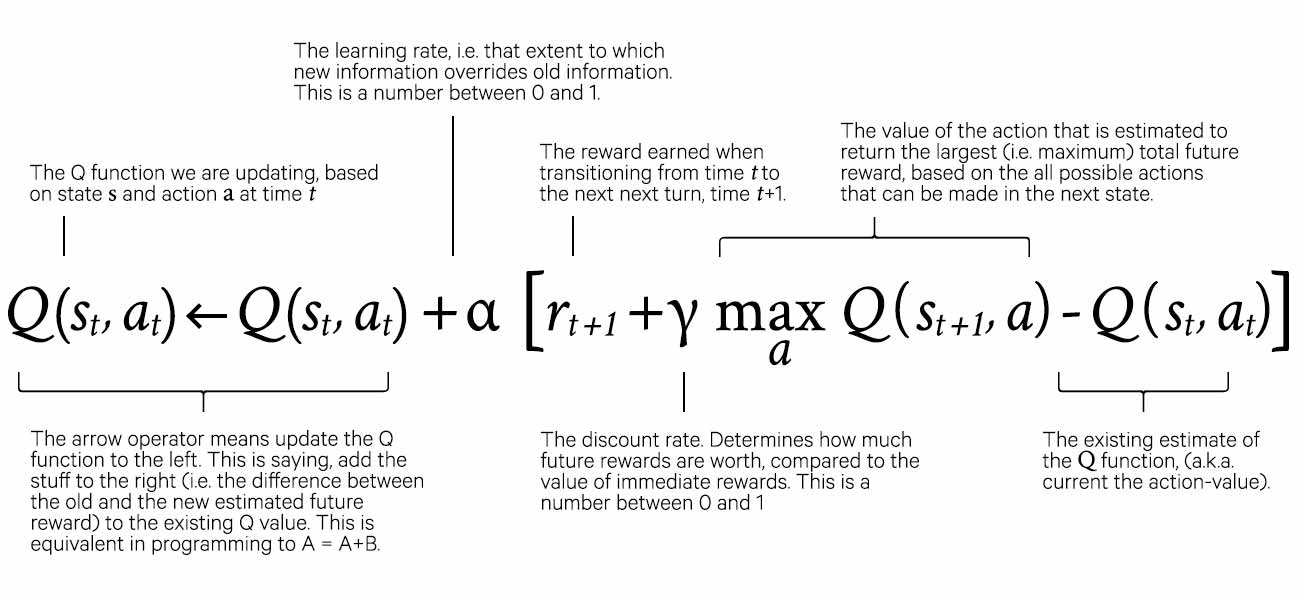 The learning rate, i.e. that extent to which
new information overrides old information.
This is a number between 0 and 1.
The Q function we are updating, based
on state s and action a at time t
The reward earned when
transitioning from time t to
the next next turn, time t+1.
The value of the action that is estimated to
return the largest (i.e. maximum) total future
reward, based on the all possible actions
that can be made in the next state.
Q(st, at) ← Q(st, at) + α [rt+1 + γ max a Q(st+1, a) - Q(st, at)]
The arrow operator means update the Q
function to the left. This is saying, add the
stuff to the right (i.e. the difference between
the old and the new estimated future
reward) to the existing Q value. This is
equivalent in programming to A = A+B.
The discount rate. Determines how much
future rewards are worth, compared to the
value of immediate rewards. This is a
number between 0 and 1
The existing estimate of
the Q function, (a.k.a.
current the action-value).